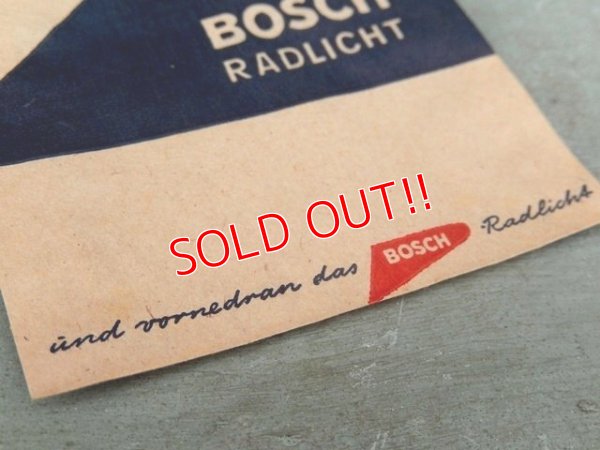 BOSCH
RADLICHT
SOLD OUT!!
und vornedran das BOSCH -Radlicht